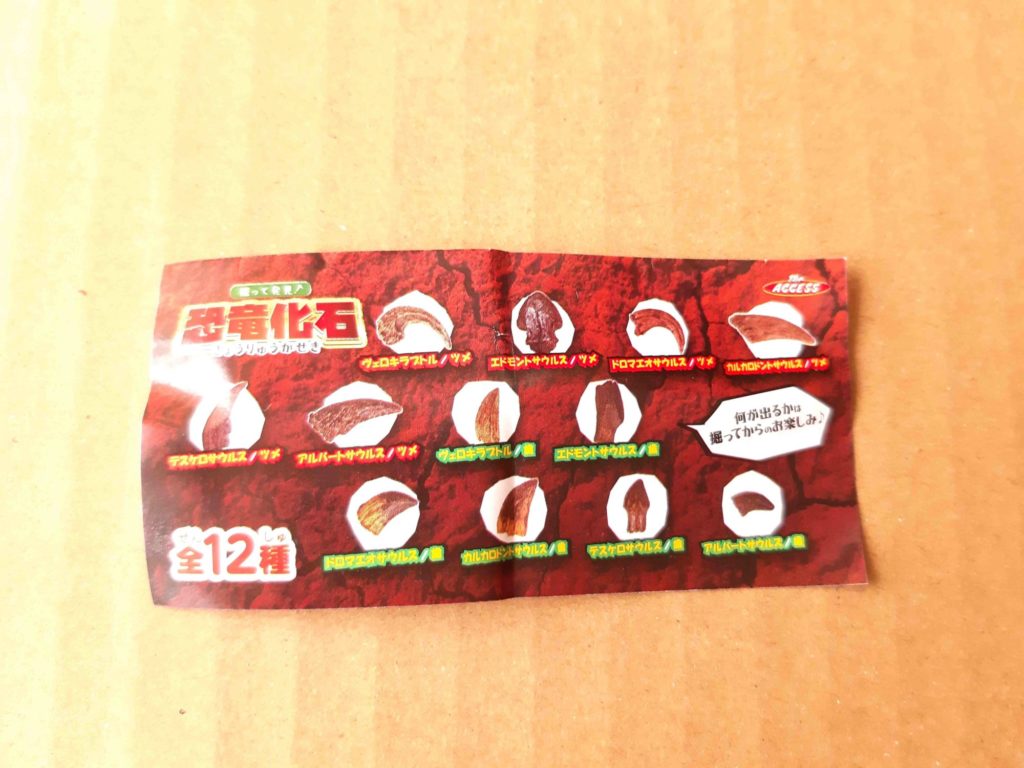 掘って発見♪
恐竜化石
きょうりゅうかせき
The ACCESS
ヴェロキラプトル/ツメ
エドモントサウルス/ツメ
ドロマエオサウルス/ツメ
カルカロドントサウルス/ツメ
テスケロサウルス/ツメ
アルバートサウルス/ツメ
ヴェロキラプトル/歯
エドモントサウルス/歯
何が出るかは
掘ってからのお楽しみ♪
ドロマエオサウルス/歯
カルカロドントサウルス/歯
テスケロサウルス/歯
アルバートサウルス/歯
ぜん しゅ
全12種